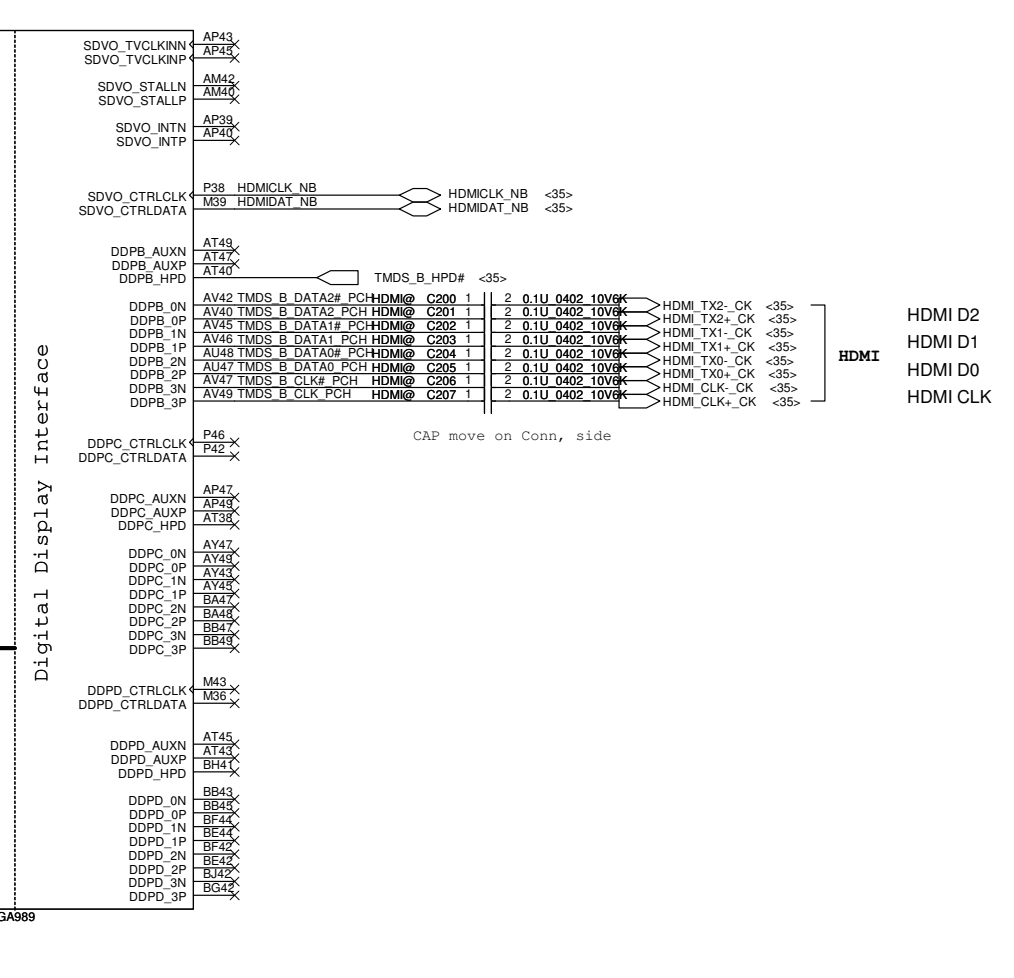 SDVO_TVCLKINN AP43
SDVO_TVCLKINP AP45
SDVO_STALLN AM42
SDVO_STALLP AM40
SDVO_INTN AP39
SDVO_INTP AP40
SDVO_CTRLCLK P38 HDMICLK_NB HDMICLK_NB <35>
SDVO_CTRLDATA M39 HDMIDAT_NB HDMIDAT_NB <35>
DDPB_AUXN AT49
DDPB_AUXP AT47
DDPB_HPD AT40 TMDS_B_HPD# <35>
DDPB_0N AV42 TMDS_B_DATA2#_PCH HDMI@ C200 1 2 0.1U_0402_10V6K HDMI_TX2-_CK <35>
DDPB_0P AV40 TMDS_B_DATA2_PCH HDMI@ C201 1 2 0.1U_0402_10V6K HDMI_TX2+_CK <35> HDMI D2
DDPB_1N AV45 TMDS_B_DATA1#_PCH HDMI@ C202 1 2 0.1U_0402_10V6K HDMI_TX1-_CK <35>
DDPB_1P AV46 TMDS_B_DATA1_PCH HDMI@ C203 1 2 0.1U_0402_10V6K HDMI_TX1+_CK <35> HDMI D1
DDPB_2N AU48 TMDS_B_DATA0#_PCH HDMI@ C204 1 2 0.1U_0402_10V6K HDMI_TX0-_CK <35> HDMI
DDPB_2P AU47 TMDS_B_DATA0_PCH HDMI@ C205 1 2 0.1U_0402_10V6K HDMI_TX0+_CK <35> HDMI D0
DDPB_3N AV47 TMDS_B_CLK#_PCH HDMI@ C206 1 2 0.1U_0402_10V6K HDMI_CLK-_CK <35>
DDPB_3P AV49 TMDS_B_CLK_PCH HDMI@ C207 1 2 0.1U_0402_10V6K HDMI_CLK+_CK <35> HDMI CLK
CAP move on Conn, side
Digital Display Interface
DDPC_CTRLCLK P46
DDPC_CTRLDATA P42
DDPC_AUXN AP47
DDPC_AUXP AP49
DDPC_HPD AT38
DDPC_0N AY47
DDPC_0P AY49
DDPC_1N AY43
DDPC_1P AY45
DDPC_2N BA47
DDPC_2P BA48
DDPC_3N BB47
DDPC_3P BB49
DDPD_CTRLCLK M43
DDPD_CTRLDATA M36
DDPD_AUXN AT45
DDPD_AUXP AT43
DDPD_HPD BH41
DDPD_0N BB43
DDPD_0P BB45
DDPD_1N BF44
DDPD_1P BE44
DDPD_2N BF42
DDPD_2P BE42
DDPD_3N BJ42
DDPD_3P BG42
GA989